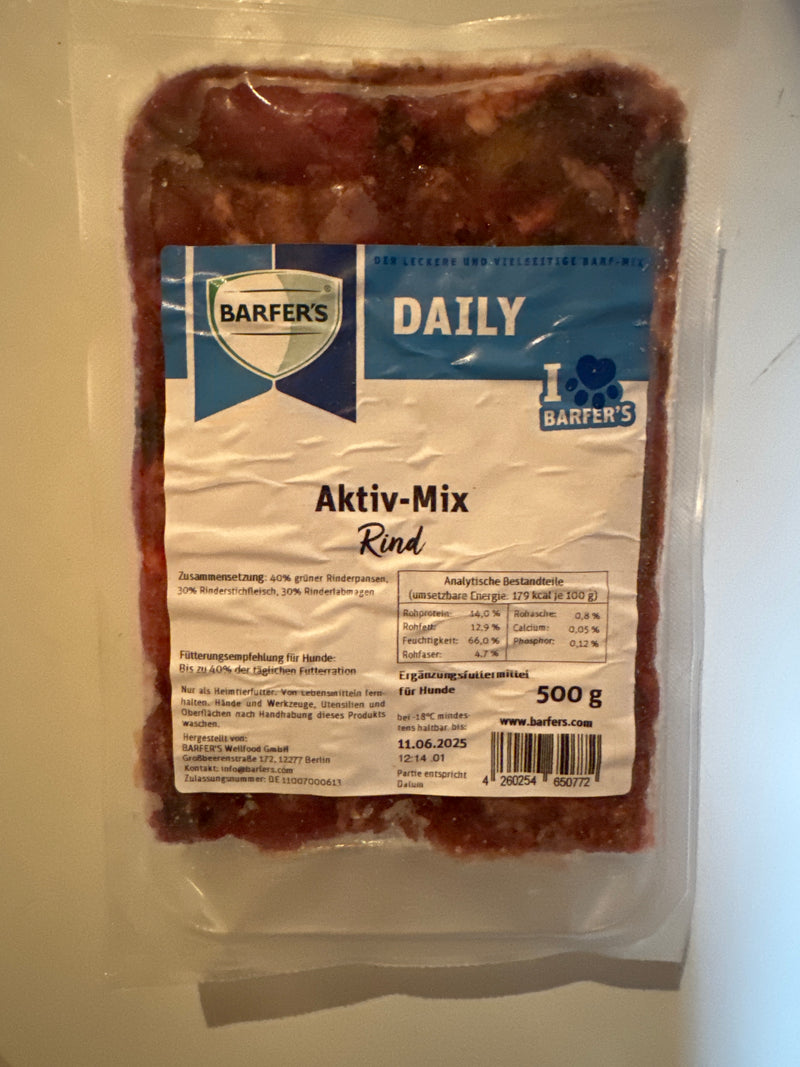 DER LECKERE UND VIELSEITIGE BARF-MIX
BARFER'S
®
DAILY
I
BARFER'S
Aktiv-Mix
Rind
Zusammensetzung: 40% grüner Rinderpansen,
30% Rinderstichfleisch, 30% Rinderlabmagen
Analytische Bestandteile
(umsetzbare Energie: 179 kcal je 100 g)
Rohprotein: 14,0 % Rohasche: 0,8 %
Rohfett: 12,9 % Calcium: 0,05 %
Feuchtigkeit: 66,0 % Phosphor: 0,12 %
Rohfaser: 4,7 %
Fütterungsempfehlung für Hunde:
Bis zu 40% der täglichen Futterration
Nur als Heimtierfutter. Von Lebensmitteln fern-
halten. Hände und Werkzeuge, Utensilien und
Oberflächen nach Handhabung dieses Produkts
waschen.
Hergestellt von:
BARFER'S Wellfood GmbH
Großbeerenstraße 172, 12277 Berlin
Kontakt: info@barfers.com
Zulassungsnummer: DE 11007000613
Ergänzungsfuttermittel
für Hunde
500 g
bei -18°C mindes-
tens haltbar bis:
11.06.2025
12:14 .01
Partie entspricht
Datum
www.barfers.com
4 260254 650772